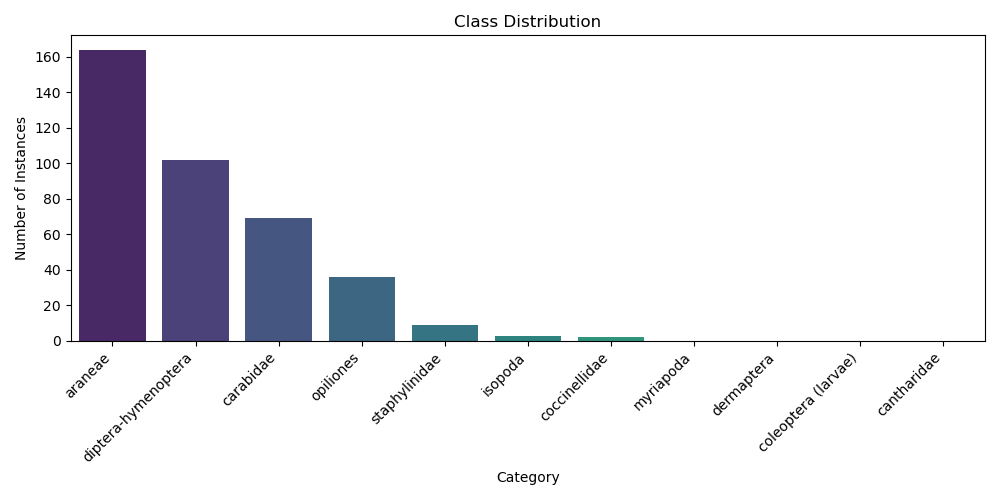 Class Distribution
Number of Instances
160
140
120
100
80
60
40
20
0
araneae
diptera-hymenoptera
carabidae
opiliones
staphylinidae
isopoda
coccinellidae
myriapoda
dermaptera
coleoptera (larvae)
cantharidae
Category